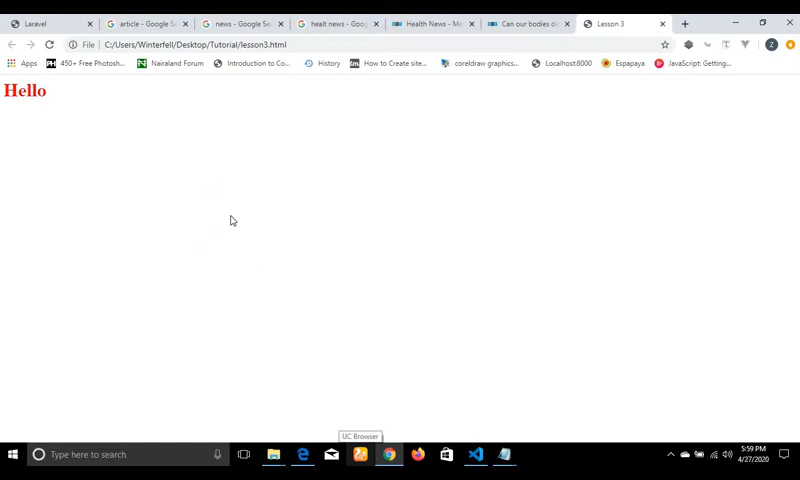 Laravel
article - Google Se
news - Google Sea
healt news - Goog
Health News - Me
Can our bodies de
Lesson 3
File
C:/Users/Winterfell/Desktop/Tutorial/lesson3.html
Z
Apps
450+ Free Photosh...
Nairaland Forum
Introduction to Co...
History
How to Create site...
coreldraw graphics...
Localhost:8000
Espapaya
JavaScript: Getting...
Hello
UC Browser
Type here to search
5:59 PM
4/27/2020